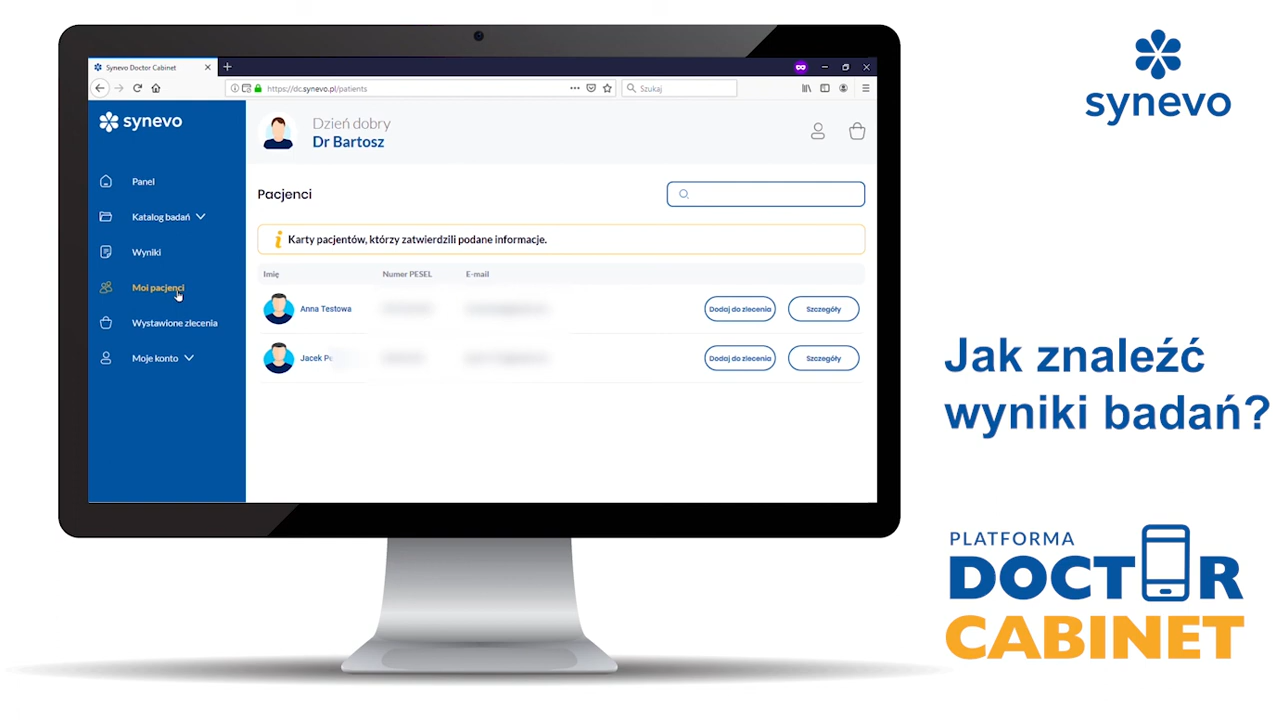 Synevo Doctor Cabinet
https://dc.synevo.pl/patients
Szukaj
synevo
Dzień dobry
Dr Bartosz
Panel
Katalog badań
Wyniki
Moi pacjenci
Wystawione zlecenia
Moje konto
Pacjenci
i Karty pacjentów, którzy zatwierdzili podane informacje.
Imię Numer PESEL E-mail
Anna Testowa Dodaj do zlecenia Szczegóły
Jacek Dodaj do zlecenia Szczegóły
synevo
Jak znaleźć
wyniki badań?
PLATFORMA
DOCTOR
CABINET